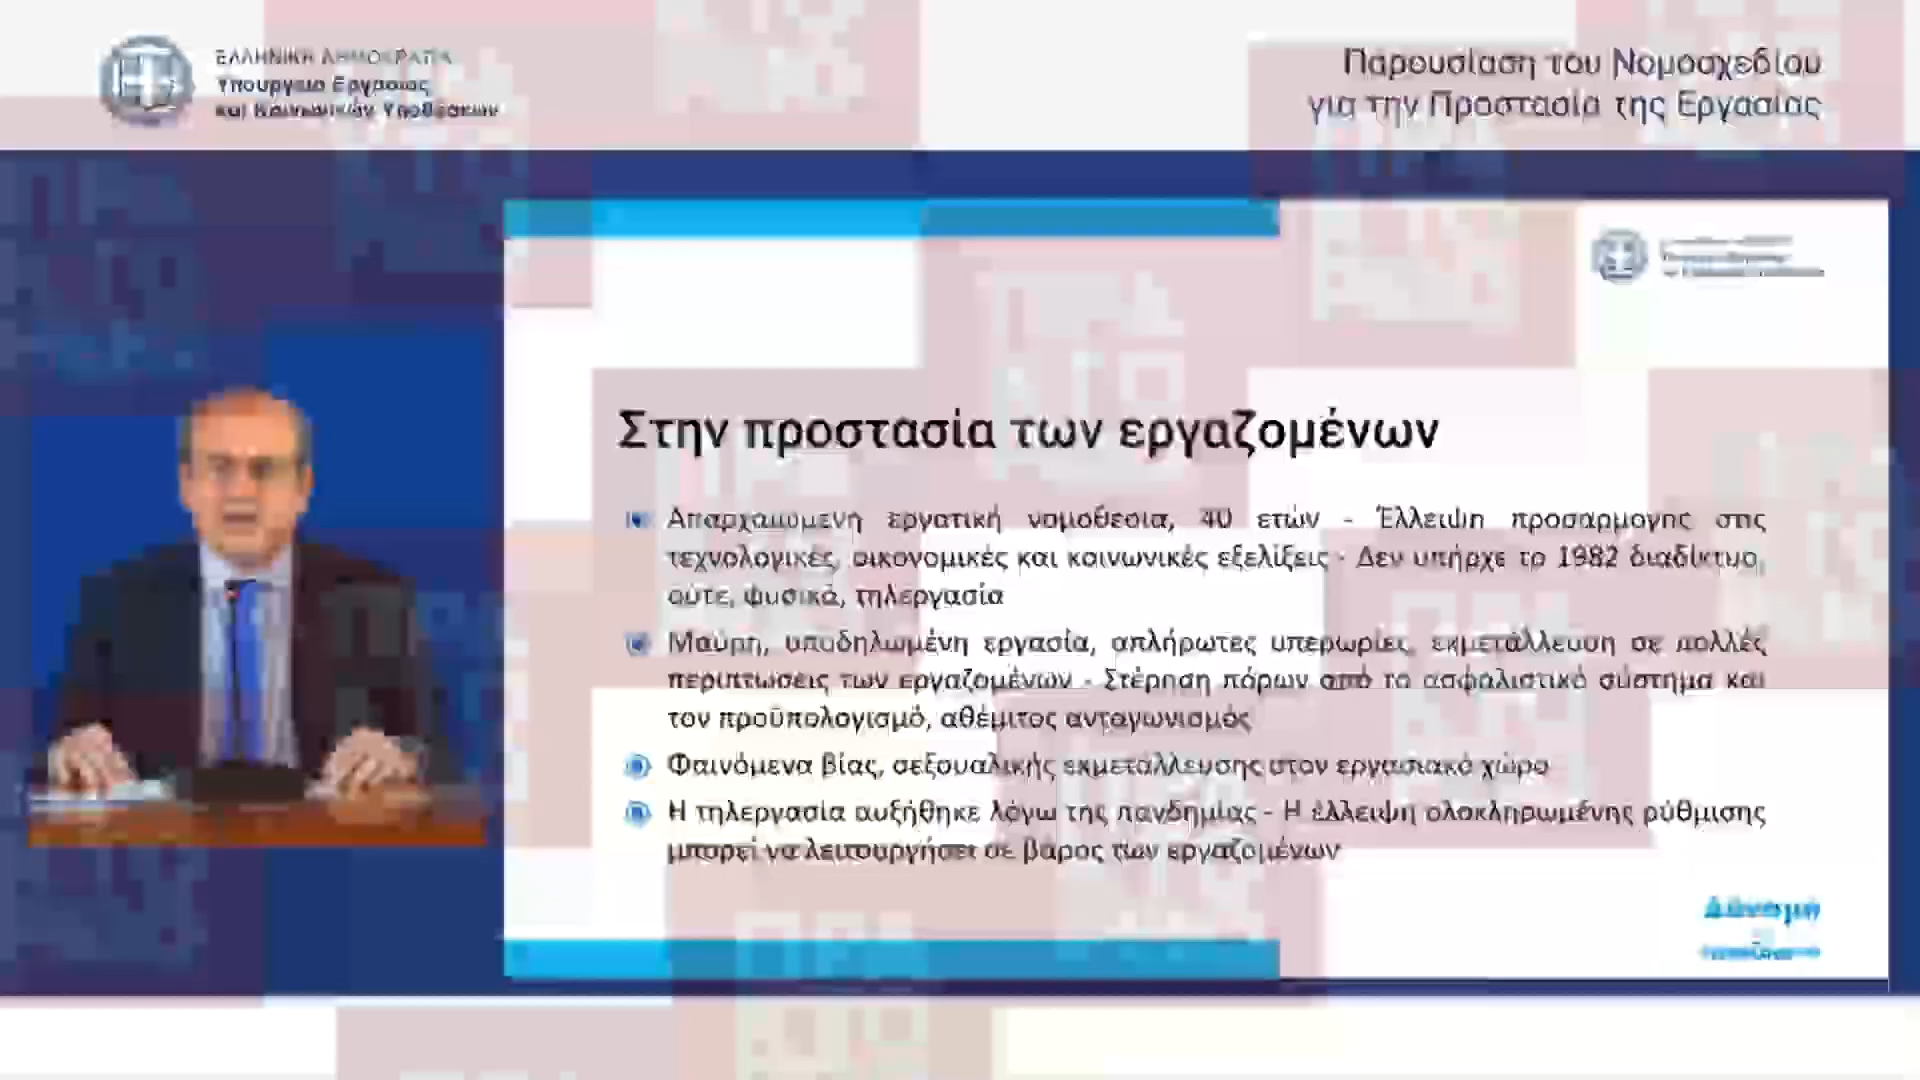 ΕΛΛΗΝΙΚΗ ΔΗΜΟΚΡΑΤΙΑ
Υπουργείο Εργασίας
και Κοινωνικών Υποθέσεων
Παρουσίαση του Νομοσχεδίου
για την Προστασία της Εργασίας
Στην προστασία των εργαζομένων
Απαρχαιωμένη εργατική νομοθεσία, 40 ετών - Έλλειψη προσαρμογής στις
τεχνολογικές, οικονομικές και κοινωνικές εξελίξεις - Δεν υπήρχε το 1982 διαδίκτυο,
ούτε, φυσικά, τηλεργασία
Μαύρη, υποδηλωμένη εργασία, απλήρωτες υπερωρίες, εκμετάλλευση σε πολλές
περιπτώσεις των εργαζομένων - Στέρηση πόρων από το ασφαλιστικό σύστημα και
τον προϋπολογισμό, αθέμιτος ανταγωνισμός
Φαινόμενα βίας, σεξουαλικής εκμετάλλευσης στον εργασιακό χώρο
Η τηλεργασία αυξήθηκε λόγω της πανδημίας - Η έλλειψη ολοκληρωμένης ρύθμισης
μπορεί να λειτουργήσει σε βάρος των εργαζομένων
ΠΡΑ
ΚΤΟ